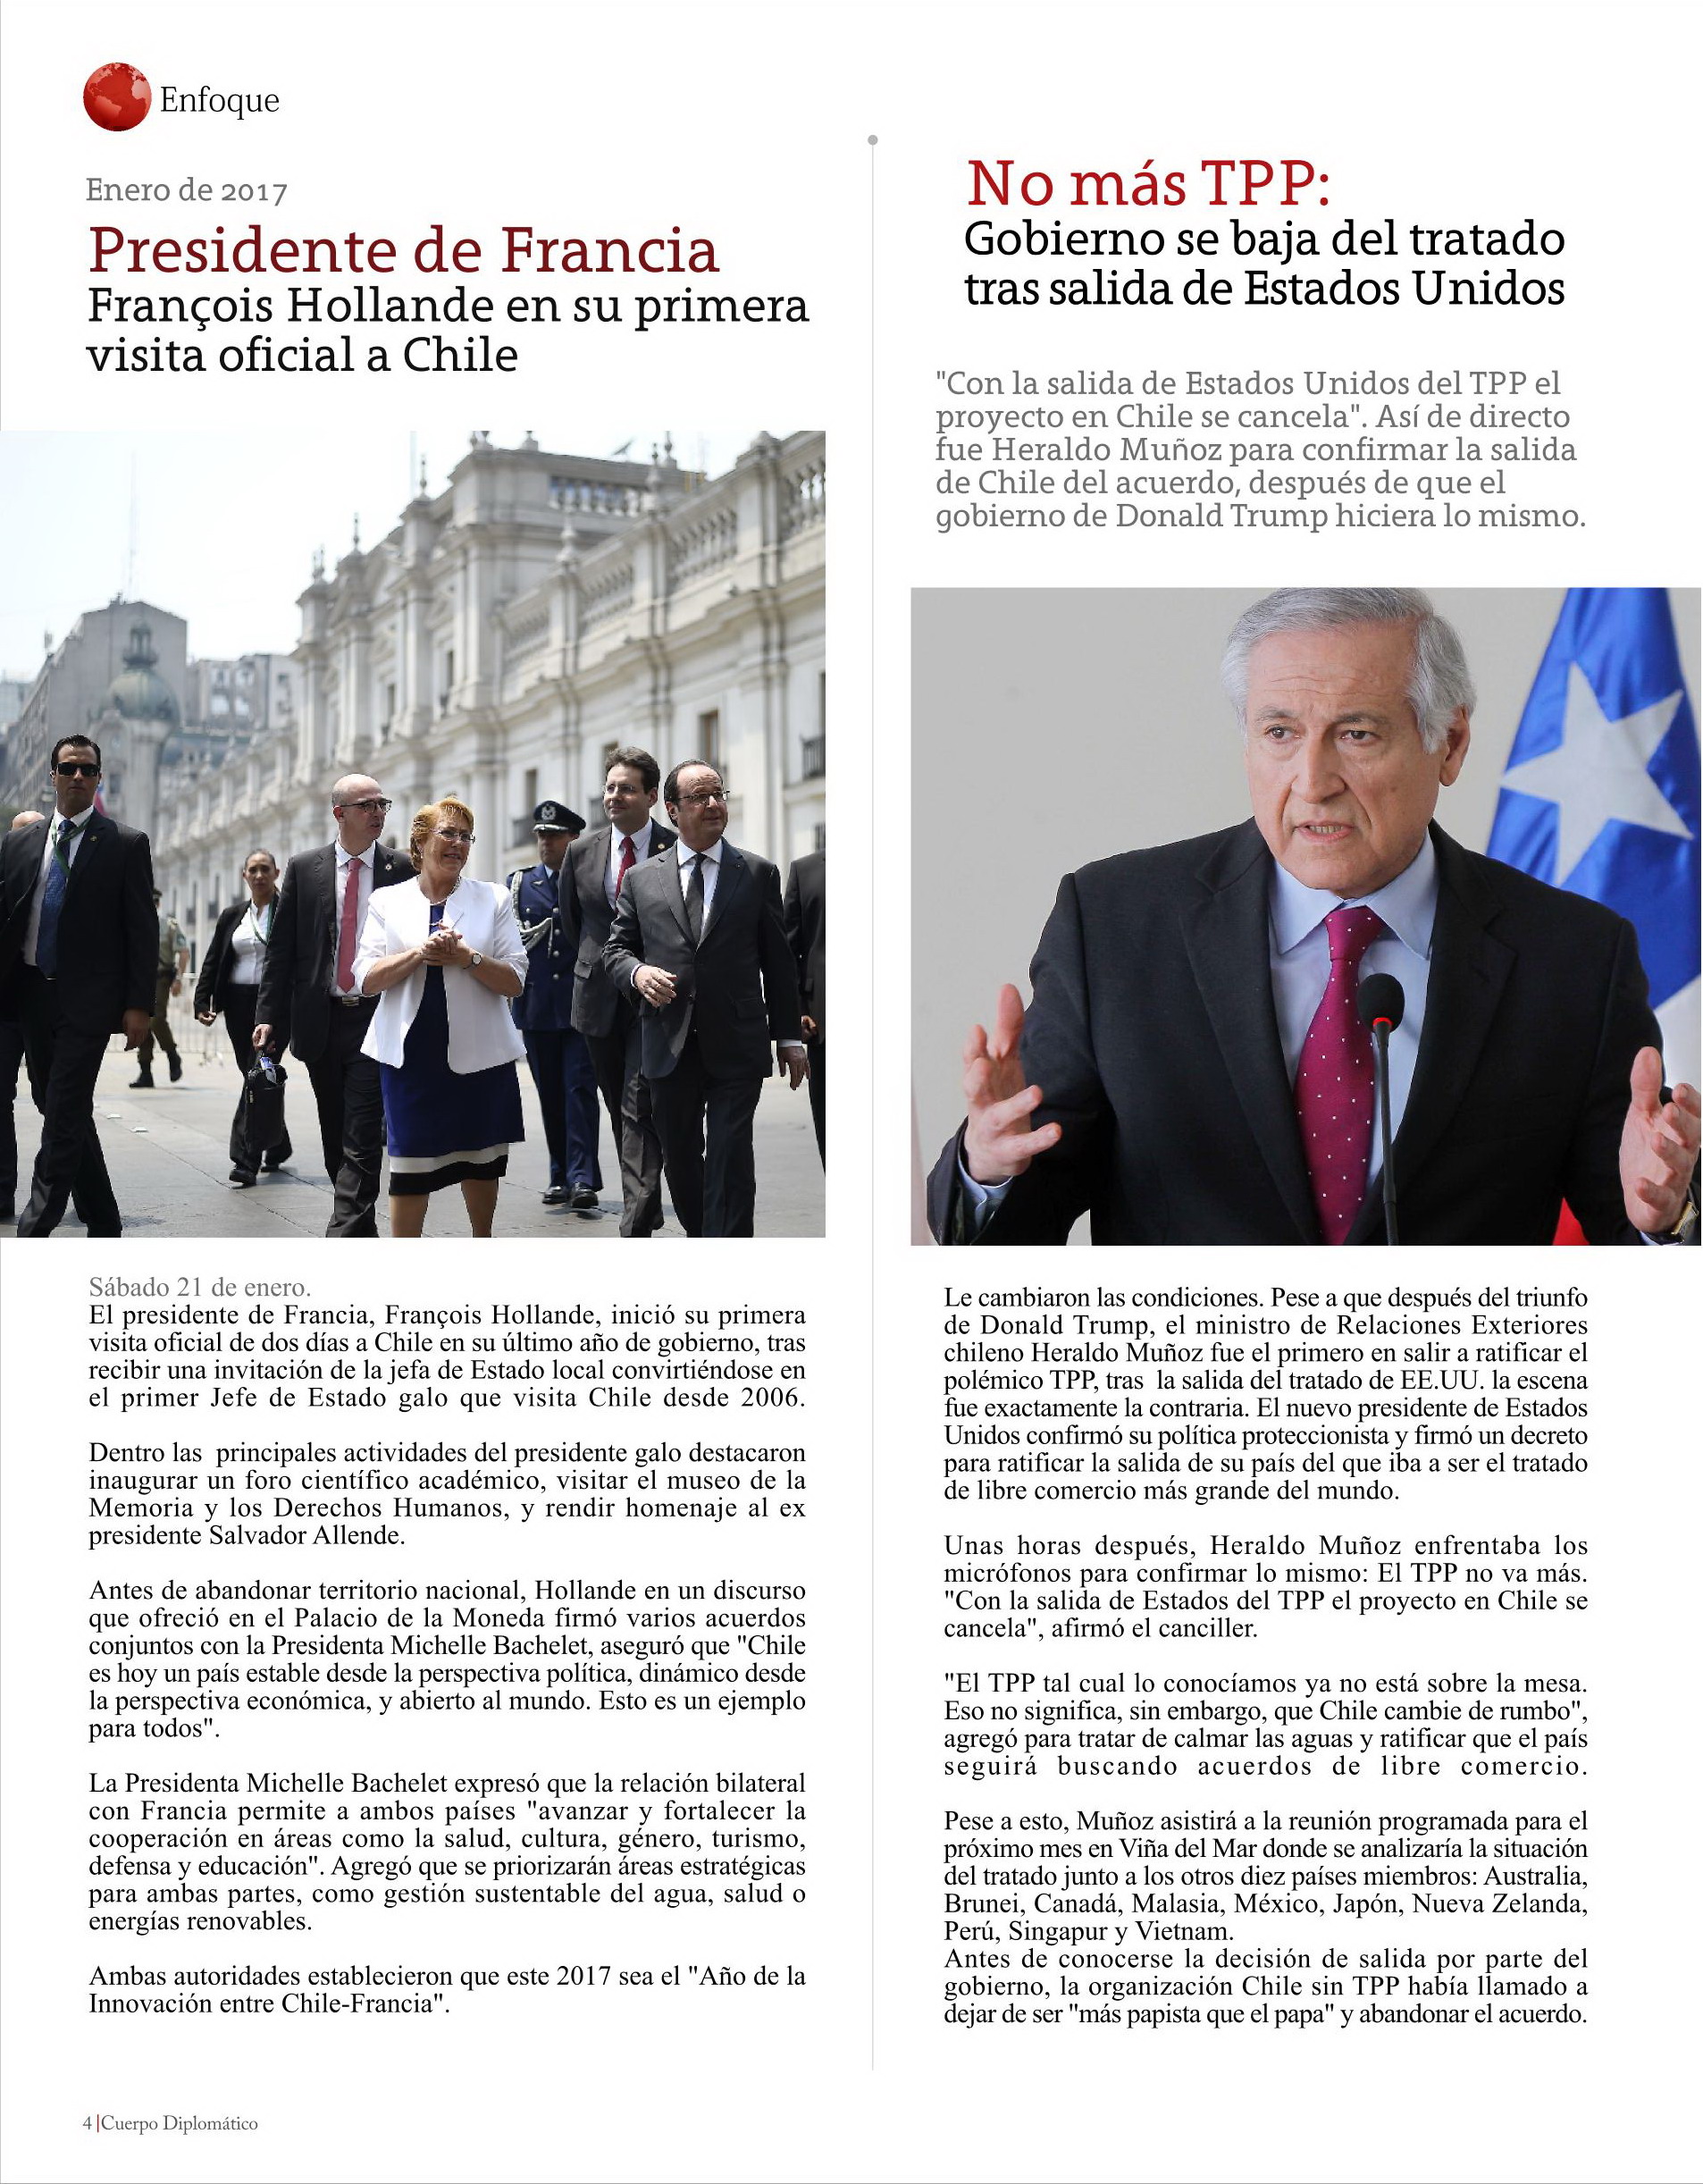 Enfoque
Enero de 2017
Presidente de Francia
François Hollande en su primera
visita oficial a Chile
Sábado 21 de enero.
El presidente de Francia, François Hollande, inició su primera
visita oficial de dos días a Chile en su último año de gobierno, tras
recibir una invitación de la jefa de Estado local convirtiéndose en
el primer Jefe de Estado galo que visita Chile desde 2006.
Dentro las principales actividades del presidente galo destacaron
inaugurar un foro científico académico, visitar el museo de la
Memoria y los Derechos Humanos, y rendir homenaje al ex
presidente Salvador Allende.
Antes de abandonar territorio nacional, Hollande en un discurso
que ofreció en el Palacio de la Moneda firmó varios acuerdos
conjuntos con la Presidenta Michelle Bachelet, aseguró que "Chile
es hoy un país estable desde la perspectiva política, dinámico desde
la perspectiva económica, y abierto al mundo. Esto es un ejemplo
para todos".
La Presidenta Michelle Bachelet expresó que la relación bilateral
con Francia permite a ambos países "avanzar y fortalecer la
cooperación en áreas como la salud, cultura, género, turismo,
defensa y educación". Agregó que se priorizarán áreas estratégicas
para ambas partes, como gestión sustentable del agua, salud o
energías renovables.
Ambas autoridades establecieron que este 2017 sea el "Año de la
Innovación entre Chile-Francia".
No más TPP:
Gobierno se baja del tratado
tras salida de Estados Unidos
"Con la salida de Estados Unidos del TPP el
proyecto en Chile se cancela". Así de directo
fue Heraldo Muñoz para confirmar la salida
de Chile del acuerdo, después de que el
gobierno de Donald Trump hiciera lo mismo.
Le cambiaron las condiciones. Pese a que después del triunfo
de Donald Trump, el ministro de Relaciones Exteriores
chileno Heraldo Muñoz fue el primero en salir a ratificar el
polémico TPP, tras la salida del tratado de EE.UU. la escena
fue exactamente la contraria. El nuevo presidente de Estados
Unidos confirmó su política proteccionista y firmó un decreto
para ratificar la salida de su país del que iba a ser el tratado
de libre comercio más grande del mundo.
Unas horas después, Heraldo Muñoz enfrentaba los
micrófonos para confirmar lo mismo: El TPP no va más.
"Con la salida de Estados del TPP el proyecto en Chile se
cancela", afirmó el canciller.
"El TPP tal cual lo conocíamos ya no está sobre la mesa.
Eso no significa, sin embargo, que Chile cambie de rumbo",
agregó para tratar de calmar las aguas y ratificar que el país
seguirá buscando acuerdos de libre comercio.
Pese a esto, Muñoz asistirá a la reunión programada para el
próximo mes en Viña del Mar donde se analizaría la situación
del tratado junto a los otros diez países miembros: Australia,
Brunei, Canadá, Malasia, México, Japón, Nueva Zelanda,
Perú, Singapur y Vietnam.
Antes de conocerse la decisión de salida por parte del
gobierno, la organización Chile sin TPP había llamado a
dejar de ser "más papista que el papa" y abandonar el acuerdo.
4 |Cuerpo Diplomático